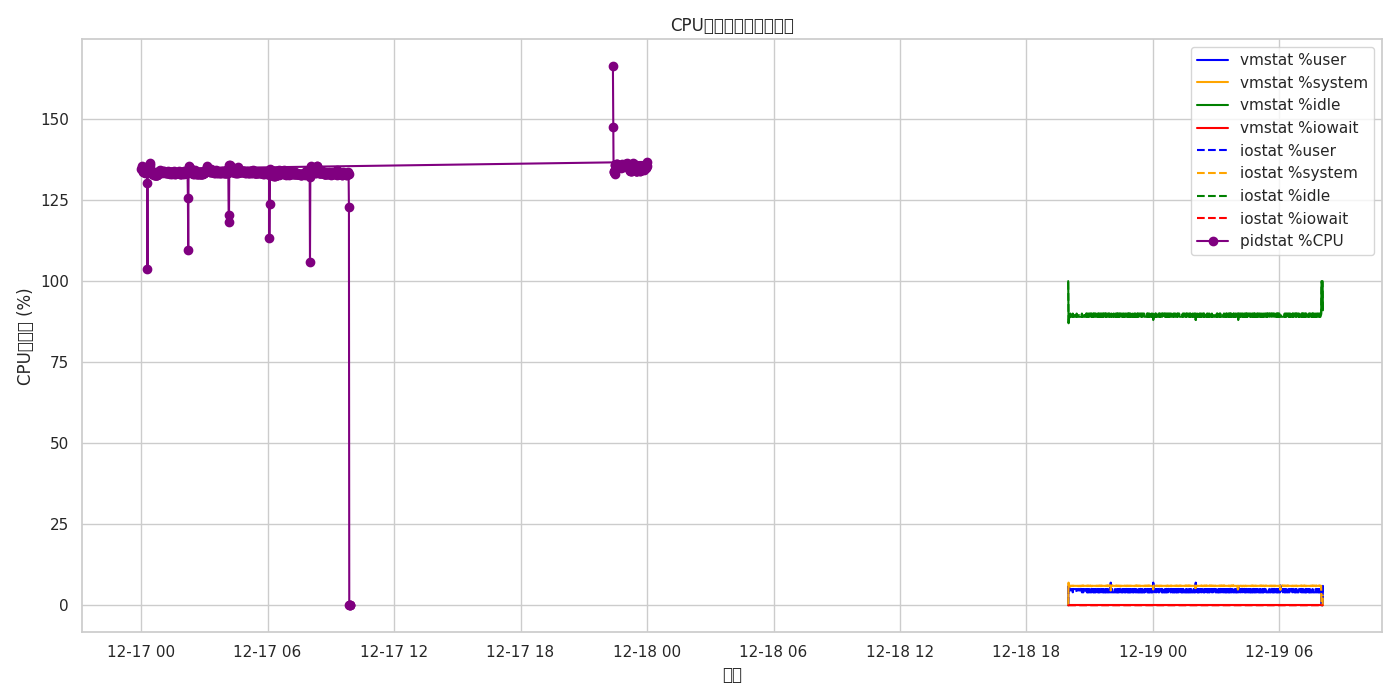 CPU
vmstat %user
vmstat %system
vmstat %idle
vmstat %iowait
iostat %user
iostat %system
iostat %idle
iostat %iowait
pidstat %CPU
CPU (%)
150
125
100
75
50
25
0
12-17 00
12-17 06
12-17 12
12-17 18
12-18 00
12-18 06
12-18 12
12-18 18
12-19 00
12-19 06